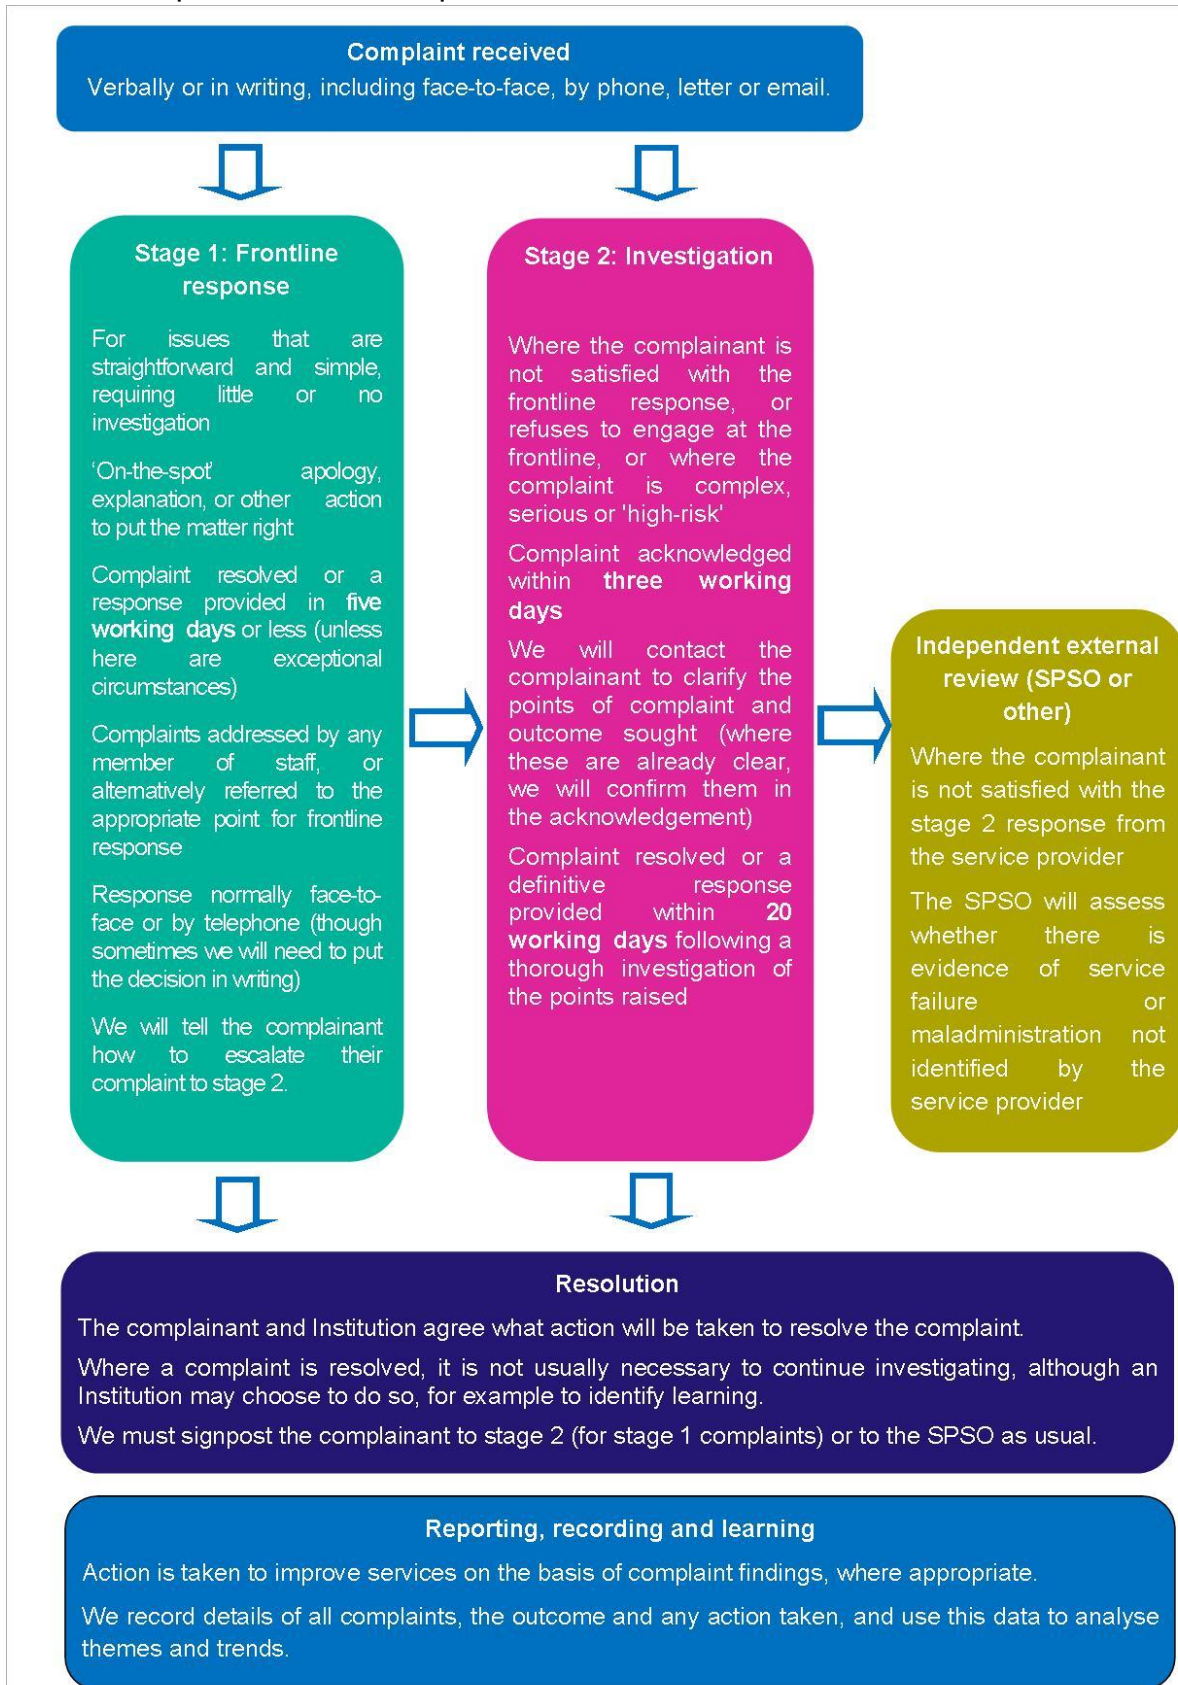 Complaint received
Verbally or in writing, including face-to-face, by phone, letter or email.
Stage 1: Frontline
response
For issues that are
straightforward and simple,
requiring little or no
investigation
‘On-the-spot’ apology,
explanation, or other action
to put the matter right
Complaint resolved or a
response provided in five
working days or less (unless
here are exceptional
circumstances)
Complaints addressed by any
member of staff, or
alternatively referred to the
appropriate point for frontline
response
Response normally face-to-
face or by telephone (though
sometimes we will need to put
the decision in writing)
We will tell the complainant
how to escalate their
complaint to stage 2.
Stage 2: Investigation
Where the complainant is
not satisfied with the
frontline response, or
refuses to engage at the
frontline, or where the
complaint is complex,
serious or 'high-risk'
Complaint acknowledged
within three working
days
We will contact the
complainant to clarify the
points of complaint and
outcome sought (where
these are already clear,
we will confirm them in
the acknowledgement)
Complaint resolved or a
definitive response
provided within 20
working days following a
thorough investigation of
the points raised
Independent external
review (SPSO or
other)
Where the complainant
is not satisfied with the
stage 2 response from
the service provider
The SPSO will assess
whether there is
evidence of service
failure or
maladministration not
identified by the
service provider
Resolution
The complainant and Institution agree what action will be taken to resolve the complaint.
Where a complaint is resolved, it is not usually necessary to continue investigating, although an
Institution may choose to do so, for example to identify learning.
We must signpost the complainant to stage 2 (for stage 1 complaints) or to the SPSO as usual.
Reporting, recording and learning
Action is taken to improve services on the basis of complaint findings, where appropriate.
We record details of all complaints, the outcome and any action taken, and use this data to analyse
themes and trends.